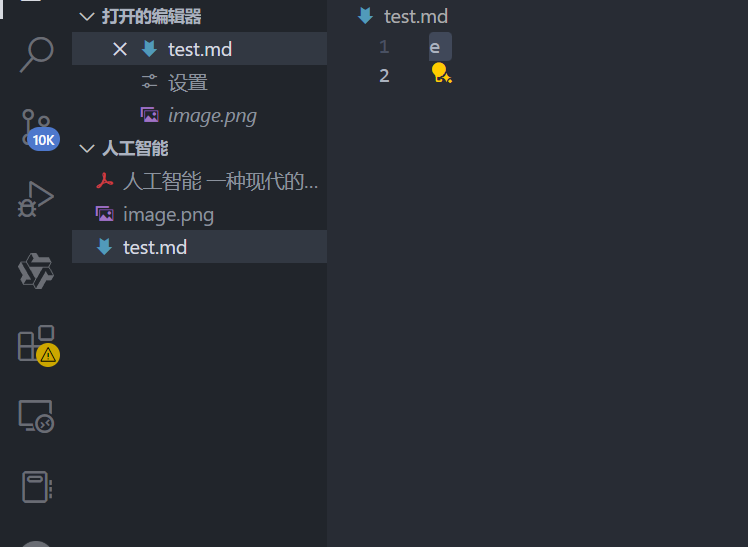 打开的编辑器
test.md
设置
image.png
10K
人工智能
人工智能 一种现代的...
image.png
test.md
test.md
1 e
2